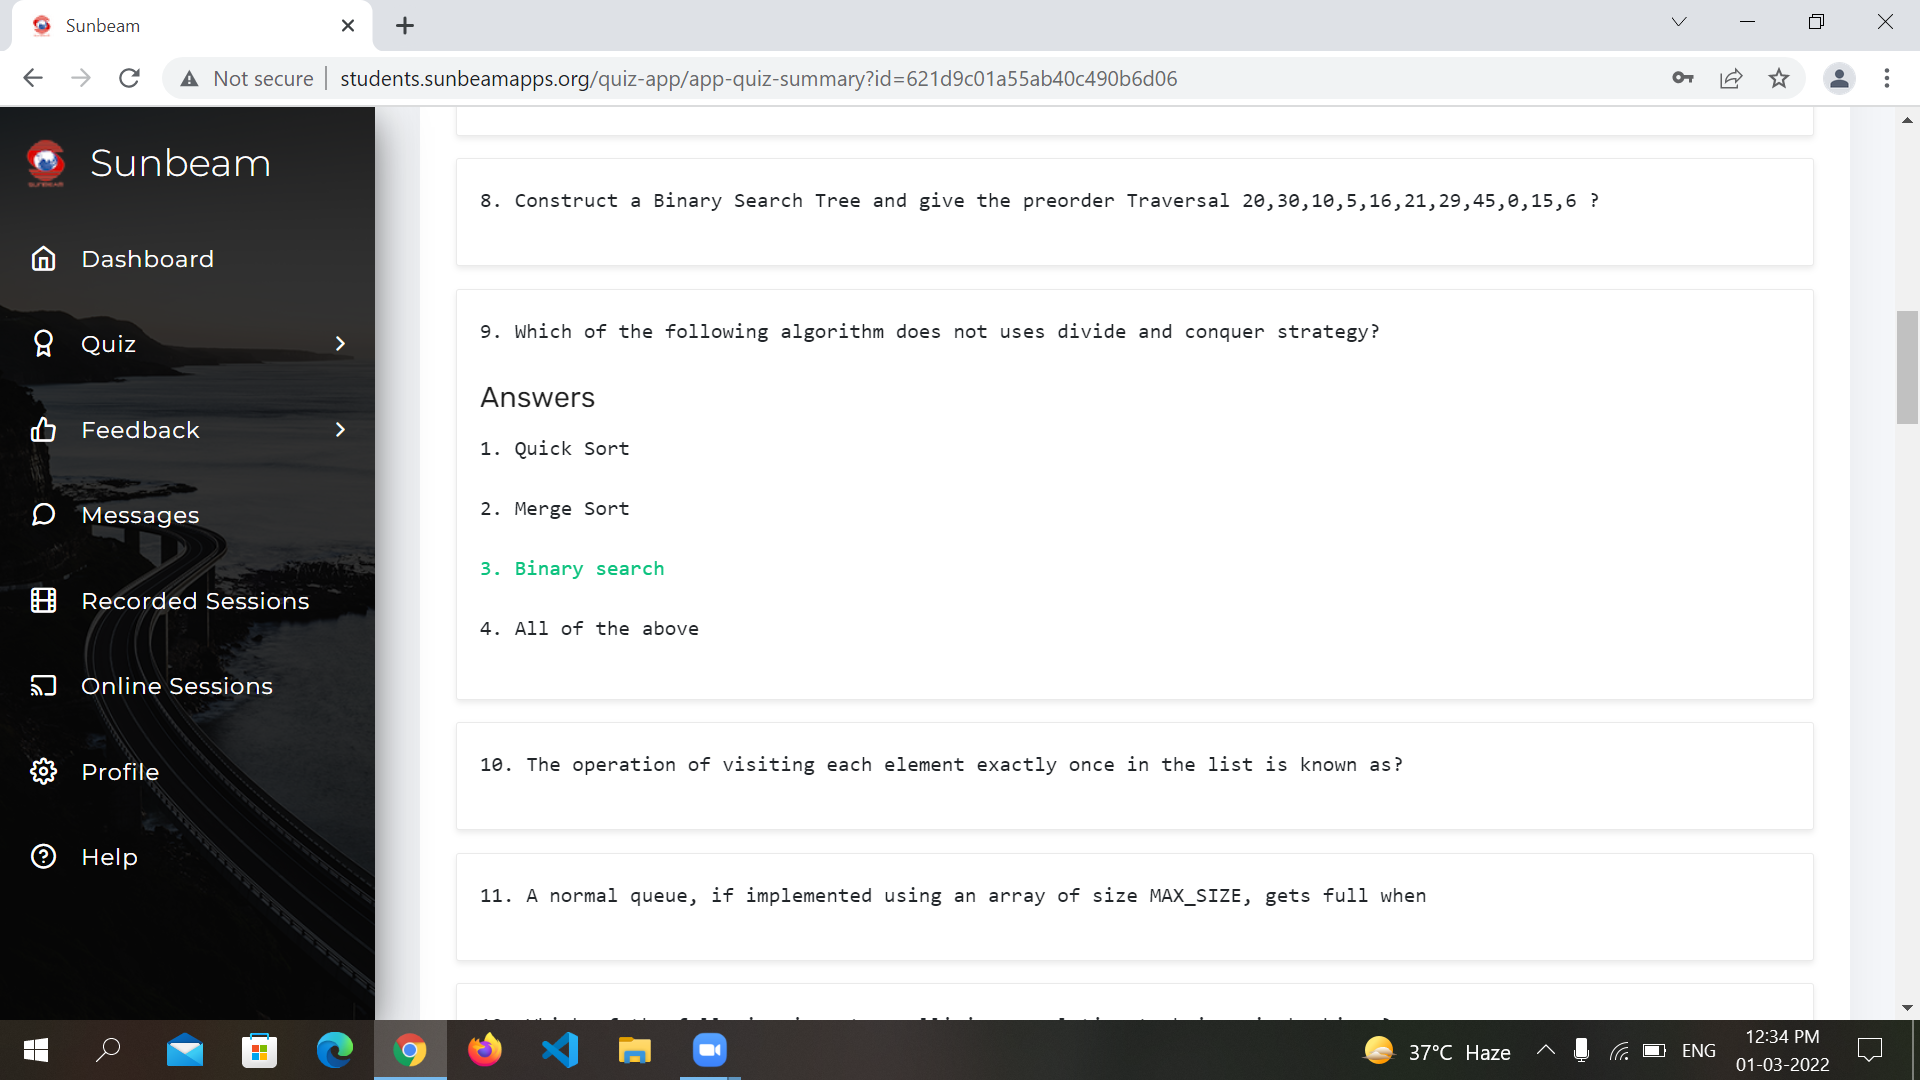 Sunbeam
Not secure
students.sunbeamapps.org/quiz-app/app-quiz-summary?id=621d9c01a55ab40c490b6d06
Sunbeam
Dashboard
Quiz
Feedback
Messages
Recorded Sessions
Online Sessions
Profile
Help
8. Construct a Binary Search Tree and give the preorder Traversal 20,30,10,5,16,21,29,45,0,15,6 ?
9. Which of the following algorithm does not uses divide and conquer strategy?
Answers
1. Quick Sort
2. Merge Sort
3. Binary search
4. All of the above
10. The operation of visiting each element exactly once in the list is known as?
11. A normal queue, if implemented using an array of size MAX_SIZE, gets full when
37°C Haze
ENG
12:34 PM
01-03-2022